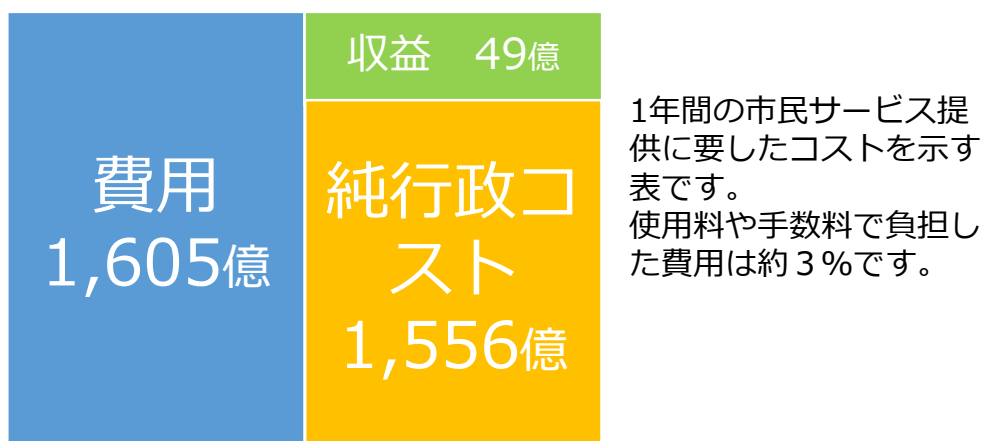 費用
1,605億
収益　49億
純行政コ
スト
1,556億
1年間の市民サービス提
供に要したコストを示す
表です。
使用料や手数料で負担し
た費用は約３％です。